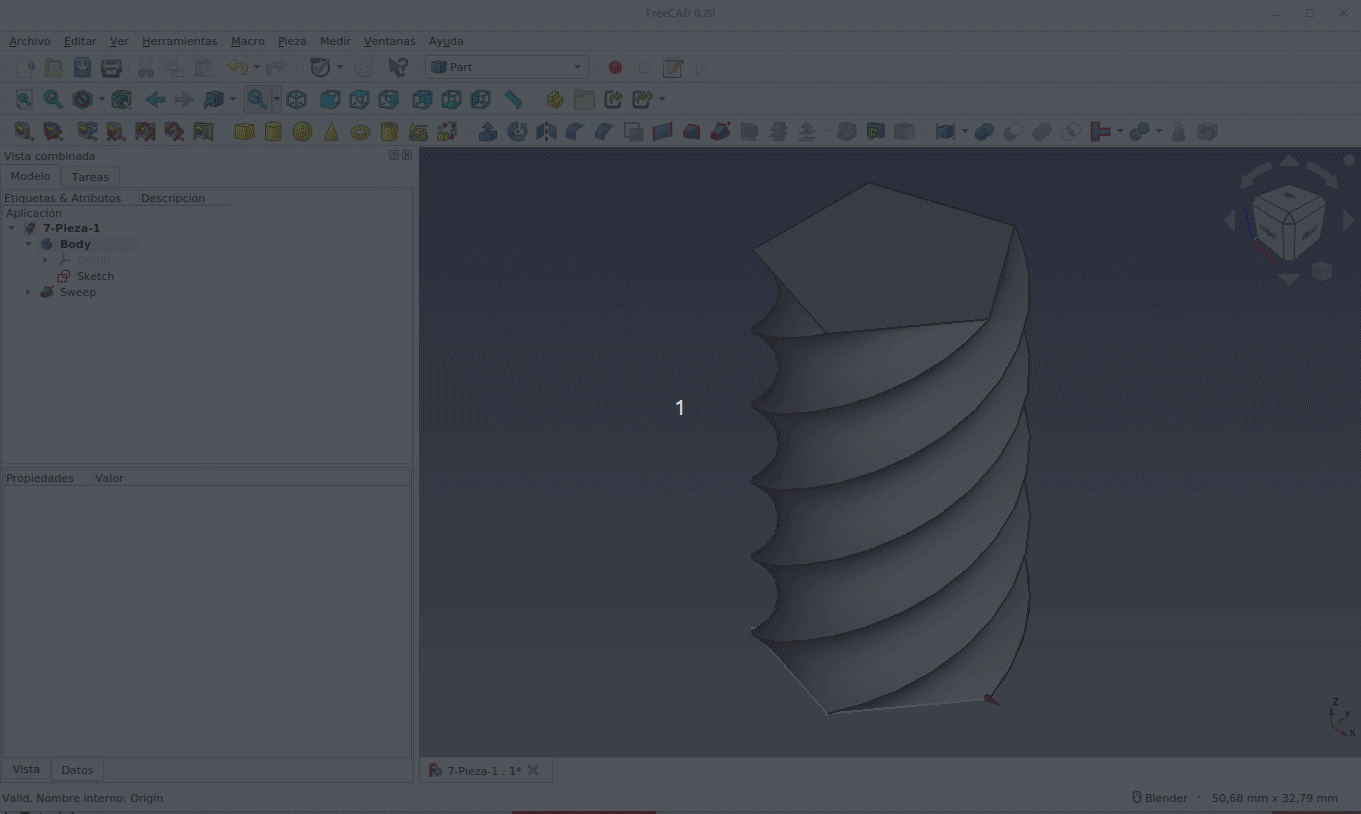 FreeCAD 0.20
Archivo Editar Ver Herramientas Macro Pieza Medir Ventanas Ayuda
Part
Vista combinada
Modelo Tareas
Etiquetas & Atributos Descripción
Aplicación
7-Pieza-1
Body
Origin
Sketch
Sweep
1
FRONT RIGHT
Propiedades Valor
Z
Y
X
Vista Datos
7-Pieza-1 : 1*
Valid, Nombre interno: Origin
Blender 50,68 mm x 32,79 mm